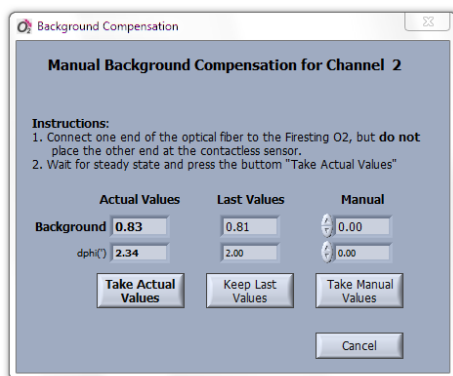 O₂ Background Compensation
Manual Background Compensation for Channel 2
Instructions:
1. Connect one end of the optical fiber to the Firesting O2, but do not
place the other end at the contactless sensor.
2. Wait for steady state and press the buttom "Take Actual Values"
Actual Values Last Values Manual
Background 0.83 0.81 0.00
dphi(°) 2.34 2.00 0.00
Take Actual Keep Last Take Manual
Values Values Values
Cancel